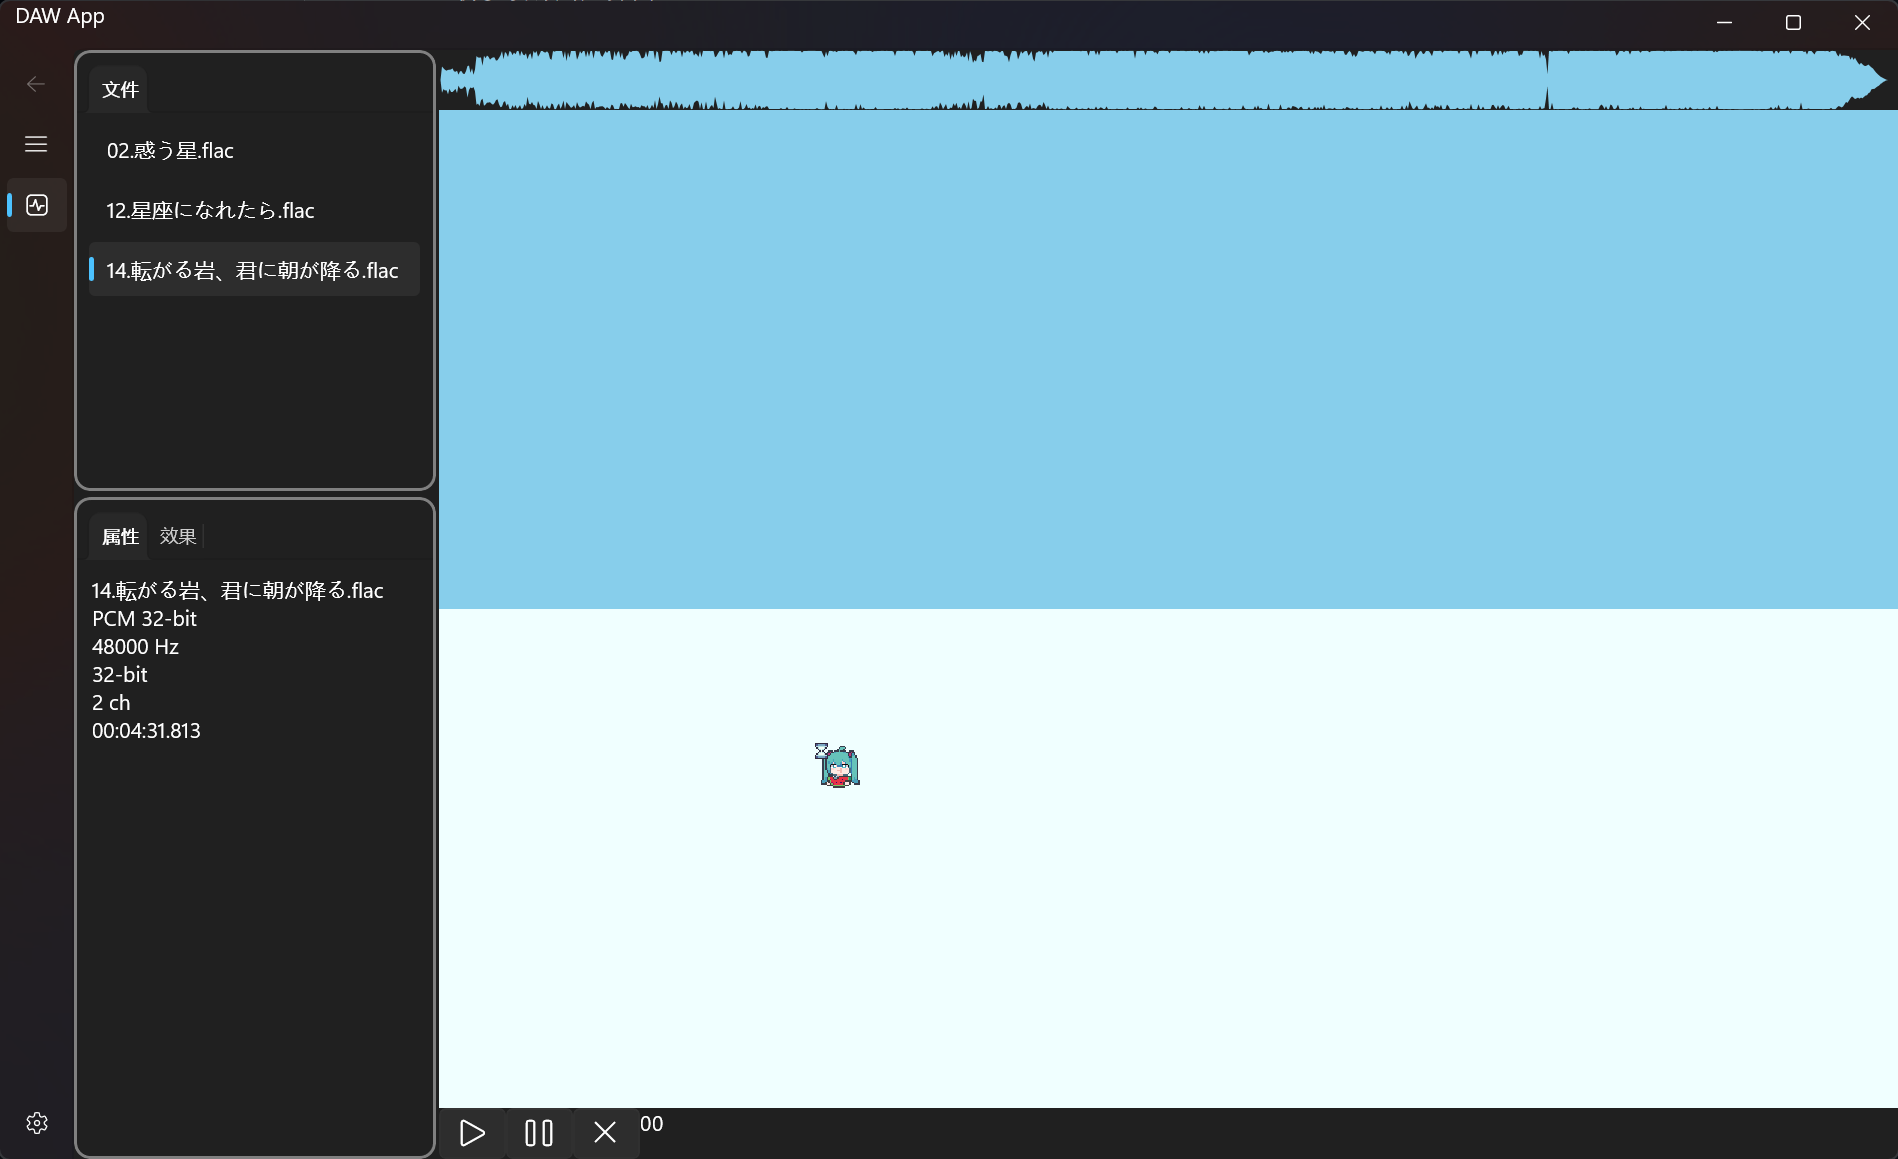 DAW App
文件
02.惑う星.flac
12.星座になれたら.flac
14.転がる岩、君に朝が降る.flac
属性 效果
14.転がる岩、君に朝が降る.flac
PCM 32-bit
48000 Hz
32-bit
2 ch
00:04:31.813
00